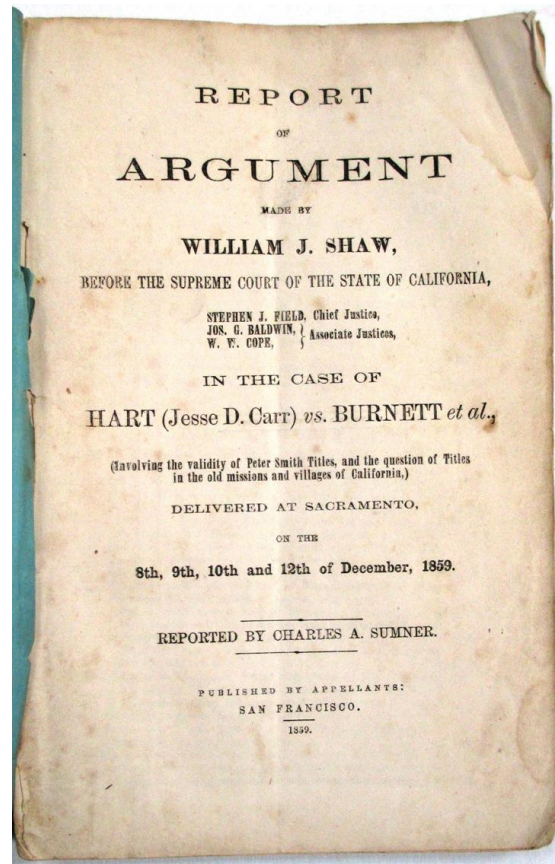 REPORT
OF
ARGUMENT
MADE BY
WILLIAM J. SHAW,
BEFORE THE SUPREME COURT OF THE STATE OF CALIFORNIA,
STEPHEN J. FIELD, Chief Justice,
JOS. G. BALDWIN, } Associate Justices,
W. W. COPE,
IN THE CASE OF
HART (Jesse D. Carr) vs. BURNETT et al.,
(Involving the validity of Peter Smith Titles, and the question of Titles
in the old missions and villages of California,)
DELIVERED AT SACRAMENTO,
ON THE
8th, 9th, 10th and 12th of December, 1859.
REPORTED BY CHARLES A. SUMNER.
PUBLISHED BY APPELLANTS:
SAN FRANCISCO.
1859.